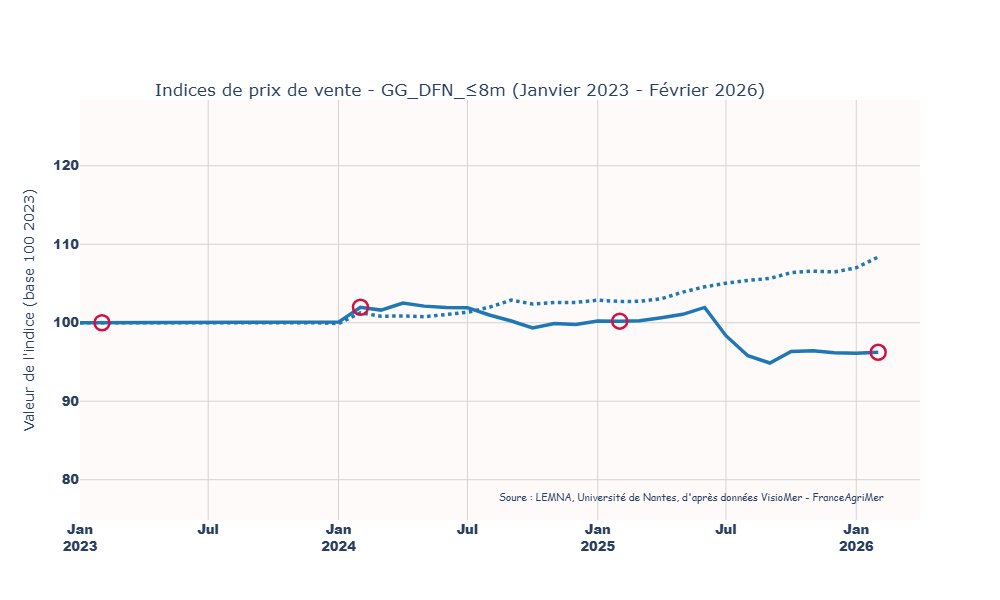 Indices de prix de vente - GG_DFN_≤8m (Janvier 2023 - Février 2026)
Valeur de l'indice (base 100 2023)
120
110
100
90
80
Soure : LEMNA, Université de Nantes, d'après données VisioMer - FranceAgriMer
Jan Jul Jan Jul Jan Jul Jan
2023 2024 2025 2026